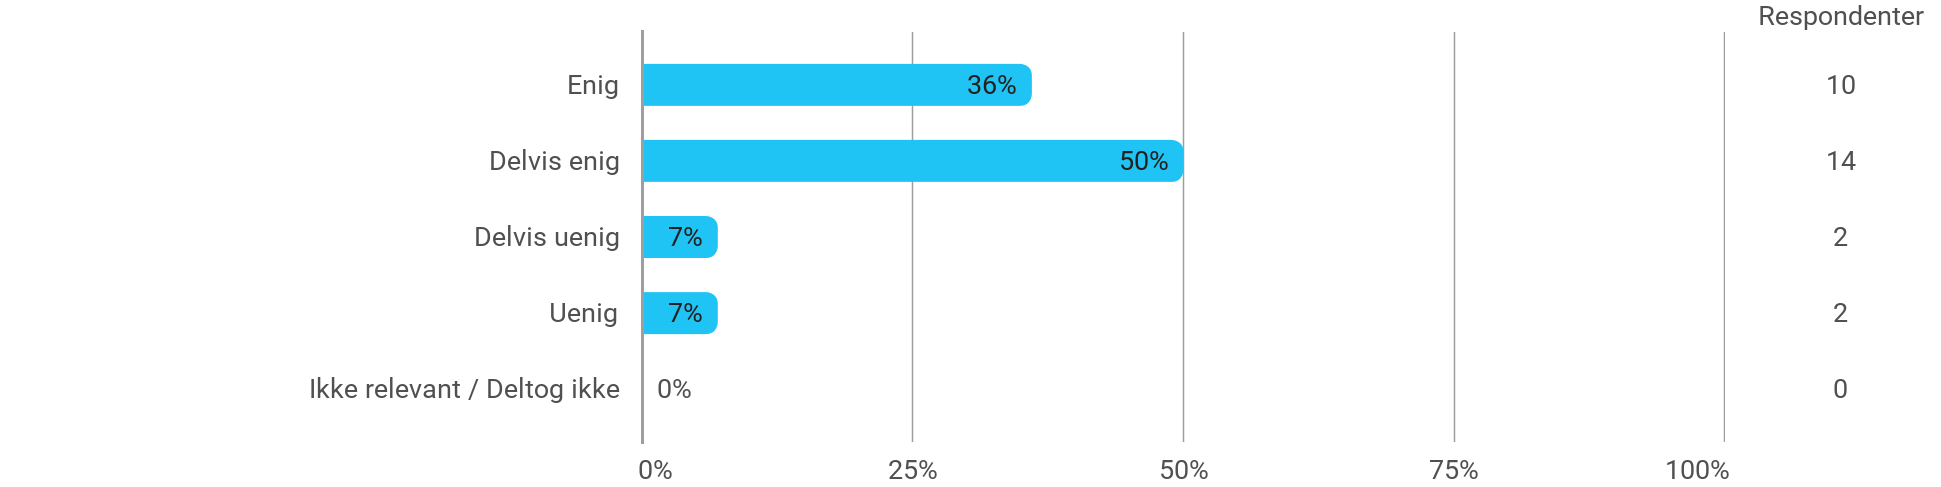 Respondenter
Enig 36% 10
Delvis enig 50% 14
Delvis uenig 7% 2
Uenig 7% 2
Ikke relevant / Deltog ikke 0% 0
0% 25% 50% 75% 100%